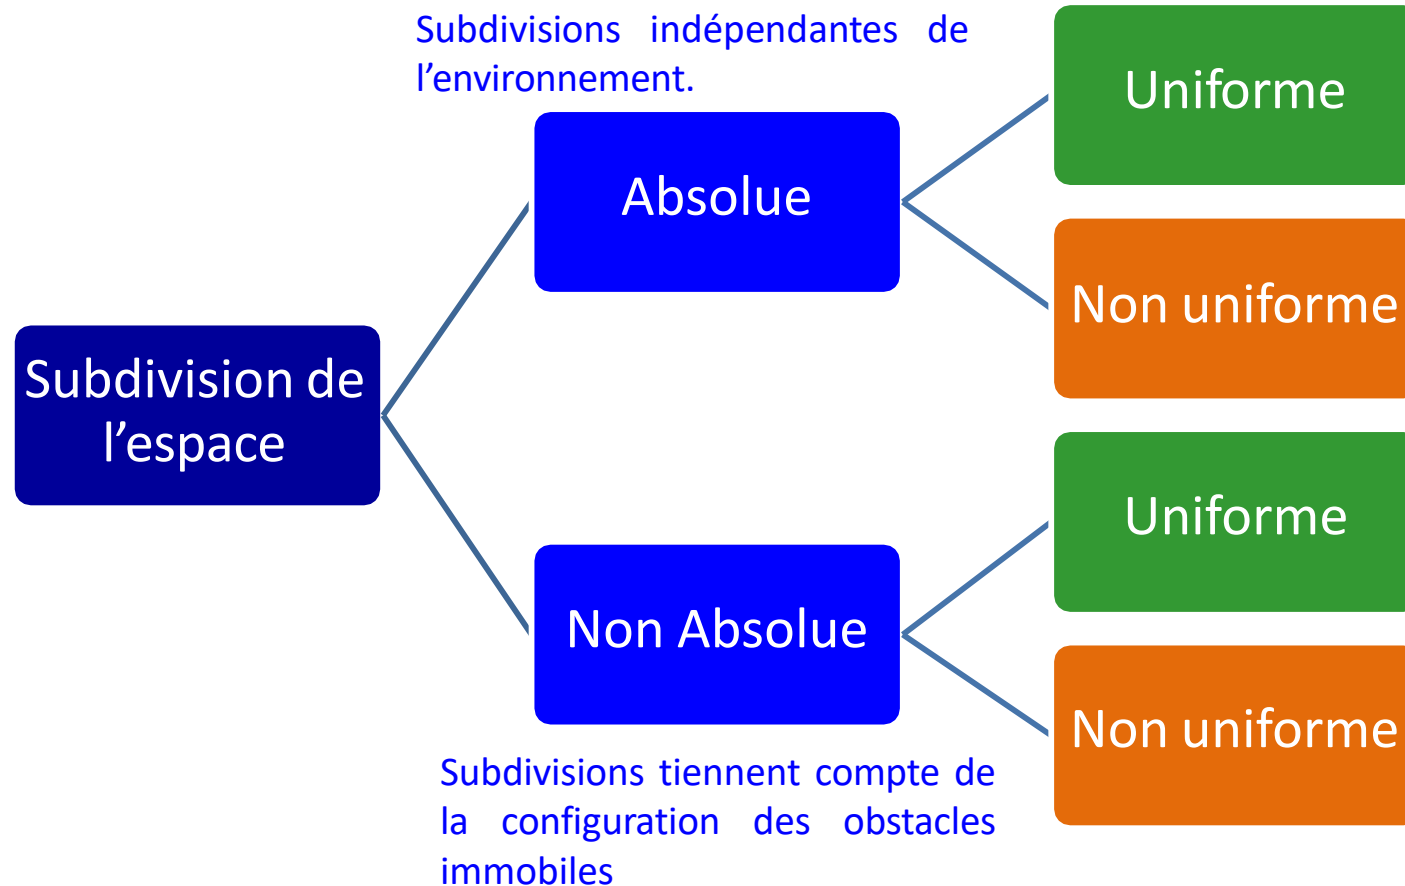 Subdivisions indépendantes de
l’environnement.
Uniforme
Absolue
Non uniforme
Subdivision de
l’espace
Uniforme
Non Absolue
Non uniforme
Subdivisions tiennent compte de
la configuration des obstacles
immobiles